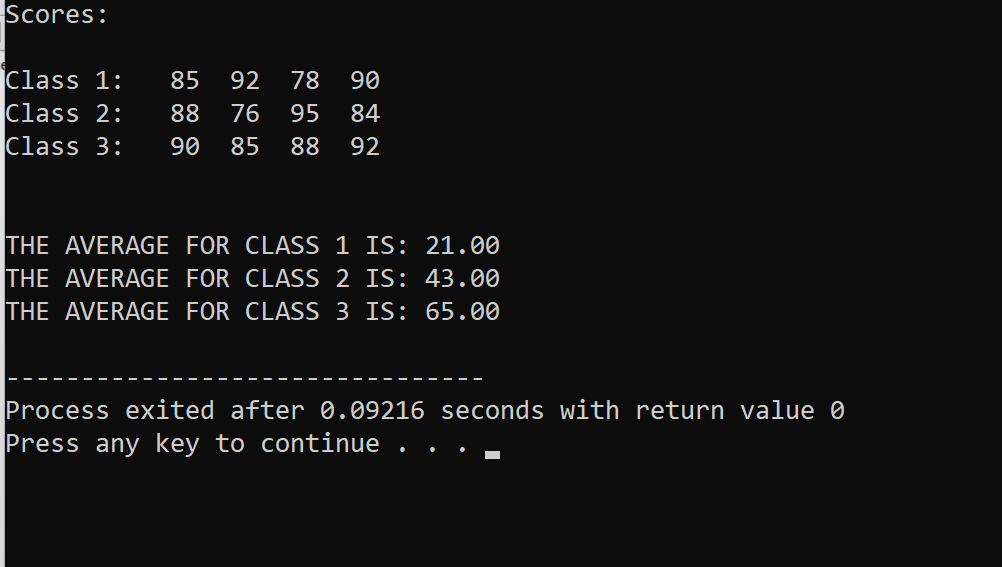 Scores:
Class 1:   85  92  78  90
Class 2:   88  76  95  84
Class 3:   90  85  88  92
THE AVERAGE FOR CLASS 1 IS: 21.00
THE AVERAGE FOR CLASS 2 IS: 43.00
THE AVERAGE FOR CLASS 3 IS: 65.00
--------------------------------
Process exited after 0.09216 seconds with return value 0
Press any key to continue . . .